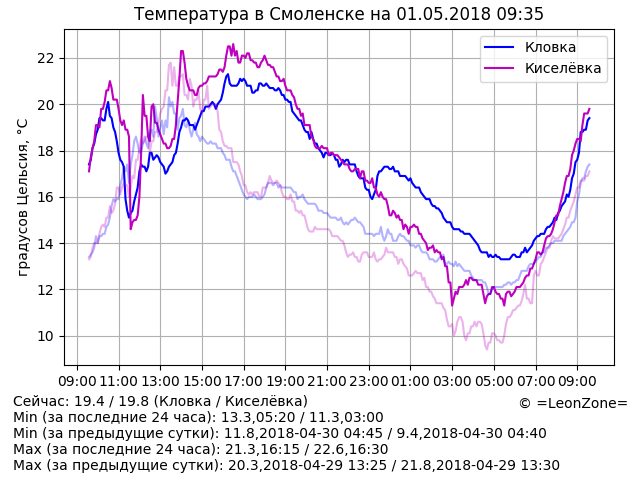 Температура в Смоленске на 01.05.2018 09:35
Кловка
Киселёвка
градусов Цельсия, °C
22
20
18
16
14
12
10
09:00 11:00 13:00 15:00 17:00 19:00 21:00 23:00 01:00 03:00 05:00 07:00 09:00
Сейчас: 19.4 / 19.8 (Кловка / Киселёвка)
© =LeonZone=
Min (за последние 24 часа): 13.3,05:20 / 11.3,03:00
Min (за предыдущие сутки): 11.8,2018-04-30 04:45 / 9.4,2018-04-30 04:40
Max (за последние 24 часа): 21.3,16:15 / 22.6,16:30
Max (за предыдущие сутки): 20.3,2018-04-29 13:25 / 21.8,2018-04-29 13:30